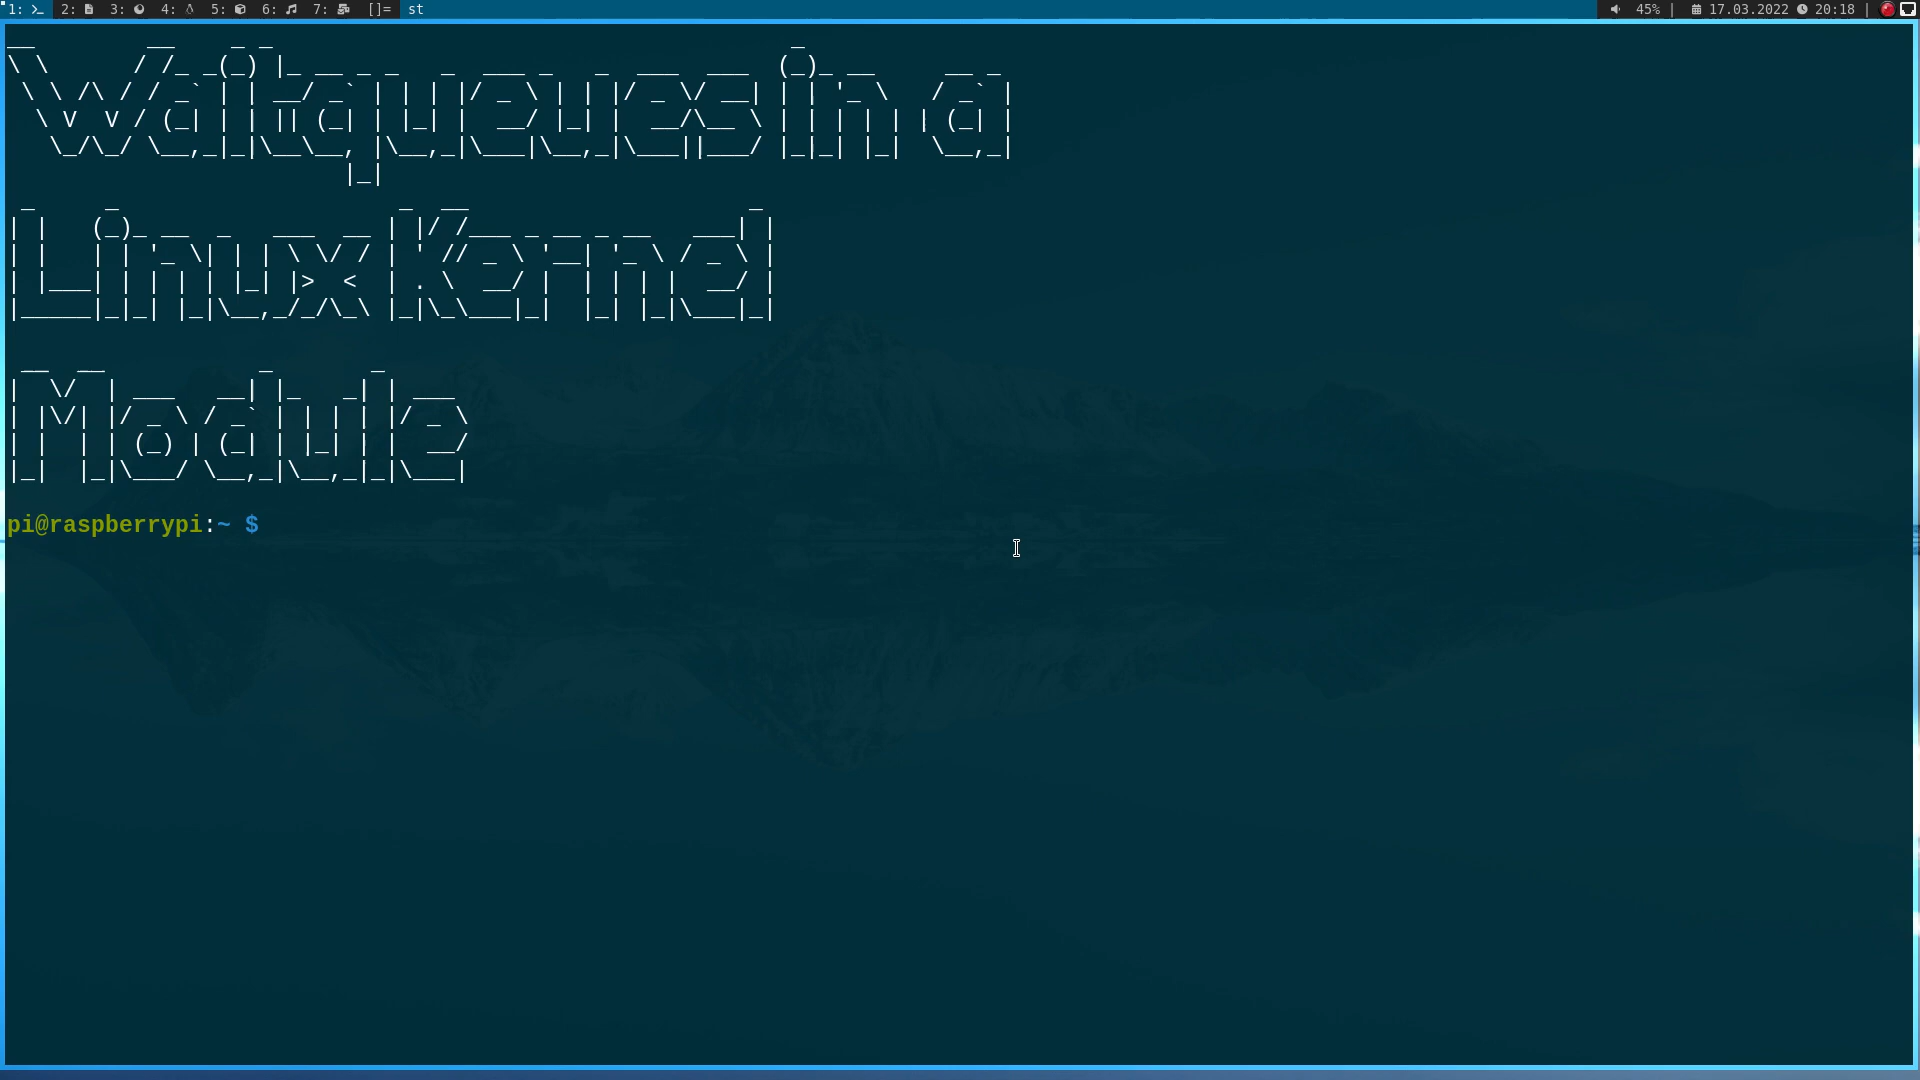 1: 2: 3: 4: 5: 6: 7: []= st 45% | 17.03.2022 20:18 |
Waitqueues in a
Linux Kernel
Module
pi@raspberrypi:~ $